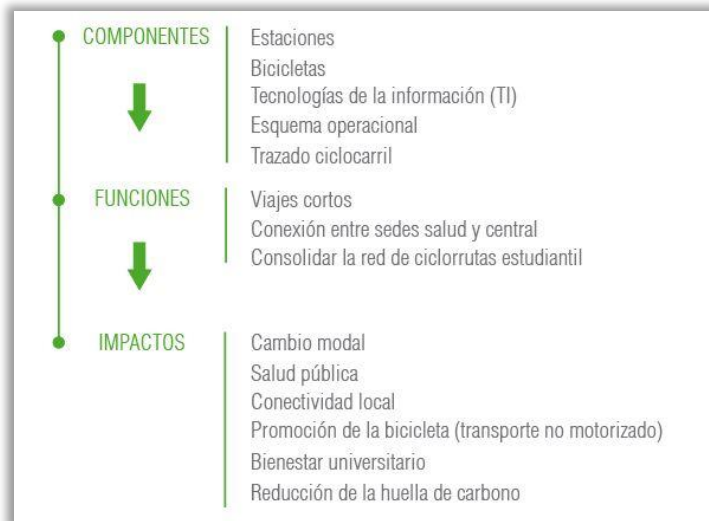 COMPONENTES
Estaciones
Bicicletas
Tecnologías de la información (TI)
Esquema operacional
Trazado ciclocarril
FUNCIONES
Viajes cortos
Conexión entre sedes salud y central
Consolidar la red de ciclorrutas estudiantil
IMPACTOS
Cambio modal
Salud pública
Conectividad local
Promoción de la bicicleta (transporte no motorizado)
Bienestar universitario
Reducción de la huella de carbono